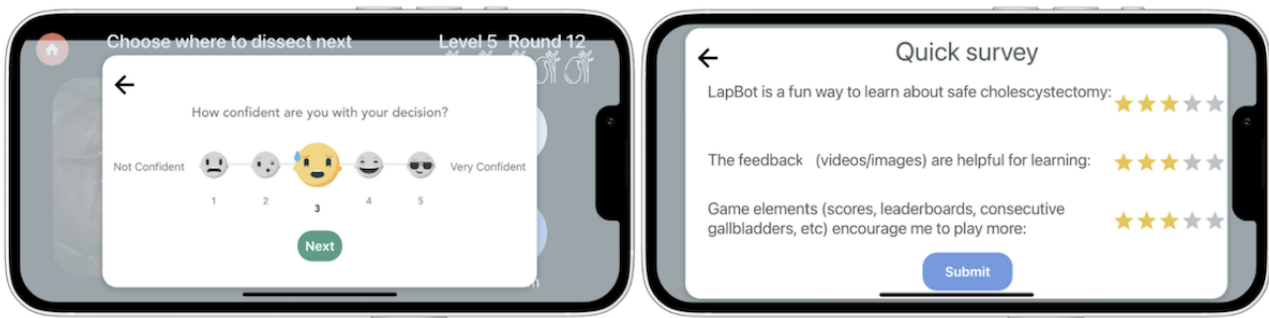 Choose where to dissect next
Level 5 Round 12
How confident are you with your decision?
Not Confident
Very Confident
1 2 3 4 5
Next
Quick survey
LapBot is a fun way to learn about safe cholescystectomy:
The feedback (videos/images) are helpful for learning:
Game elements (scores, leaderboards, consecutive
gallbladders, etc) encourage me to play more:
Submit